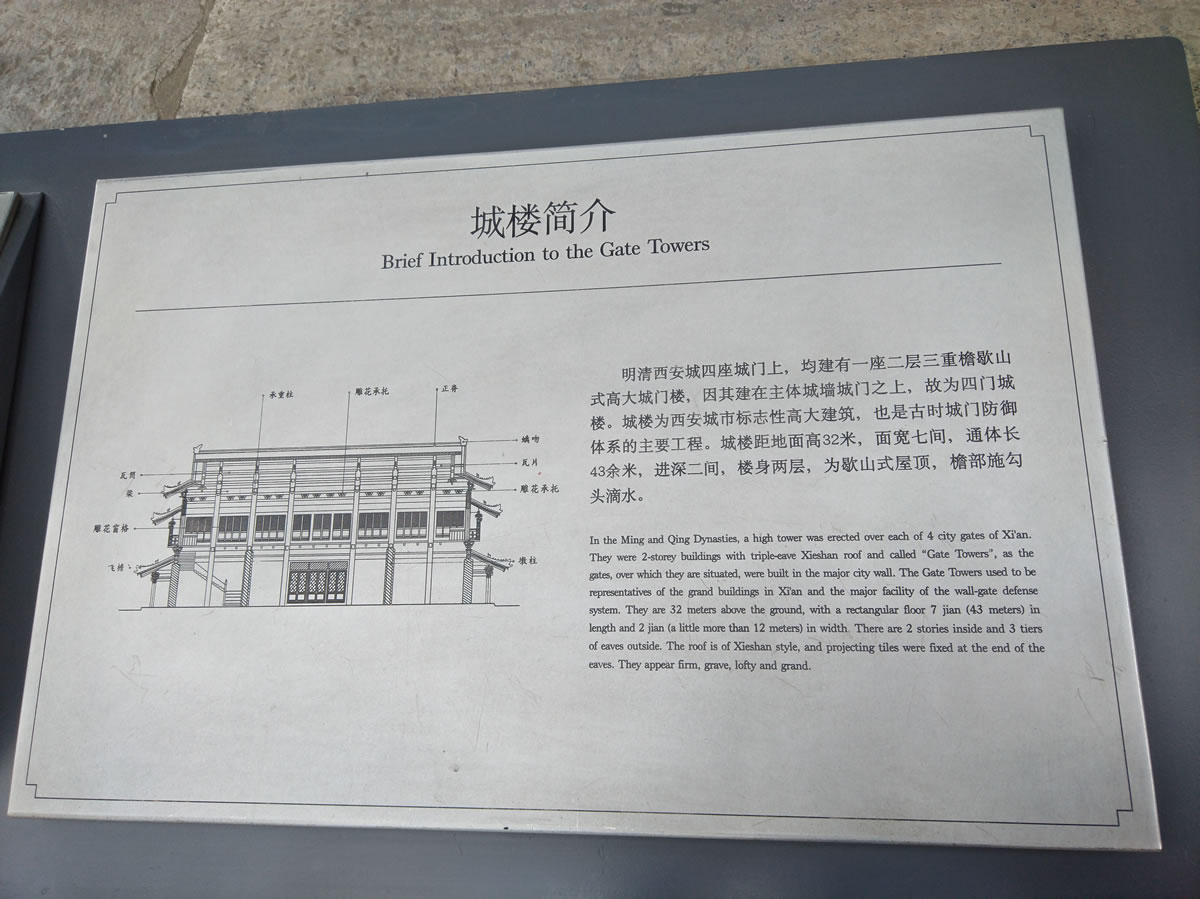 城楼简介
Brief Introduction to the Gate Towers
承重柱
雕花承托
正脊
螭吻
瓦片
雕花承托
墩柱
瓦筒
梁
雕花窗格
明清西安城四座城门上，均建有一座二层三重檐歇山
式高大城门楼，因其建在主体城墙城门之上，故为四门城
楼。城楼为西安城市标志性高大建筑，也是古时城门防御
体系的主要工程。城楼距地面高32米，面宽七间，通体长
43余米，进深二间，楼身两层，为歇山式屋顶，檐部施勾
头滴水。
In the Ming and Qing Dynasties, a high tower was erected over each of 4 city gates of Xi'an.
They were 2-storey buildings with triple-eave Xieshan roof and called "Gate Towers", as the
gates, over which they are situated, were built in the major city wall. The Gate Towers used to be
representatives of the grand buildings in Xi'an and the major facility of the wall-gate defense
system. They are 32 meters above the ground, with a rectangular floor 7 jian (43 meters) in
length and 2 jian (a little more than 12 meters) in width. There are 2 stories inside and 3 tiers
of eaves outside. The roof is of Xieshan style, and projecting tiles were fixed at the end of the
eaves. They appear firm, grave, lofty and grand.